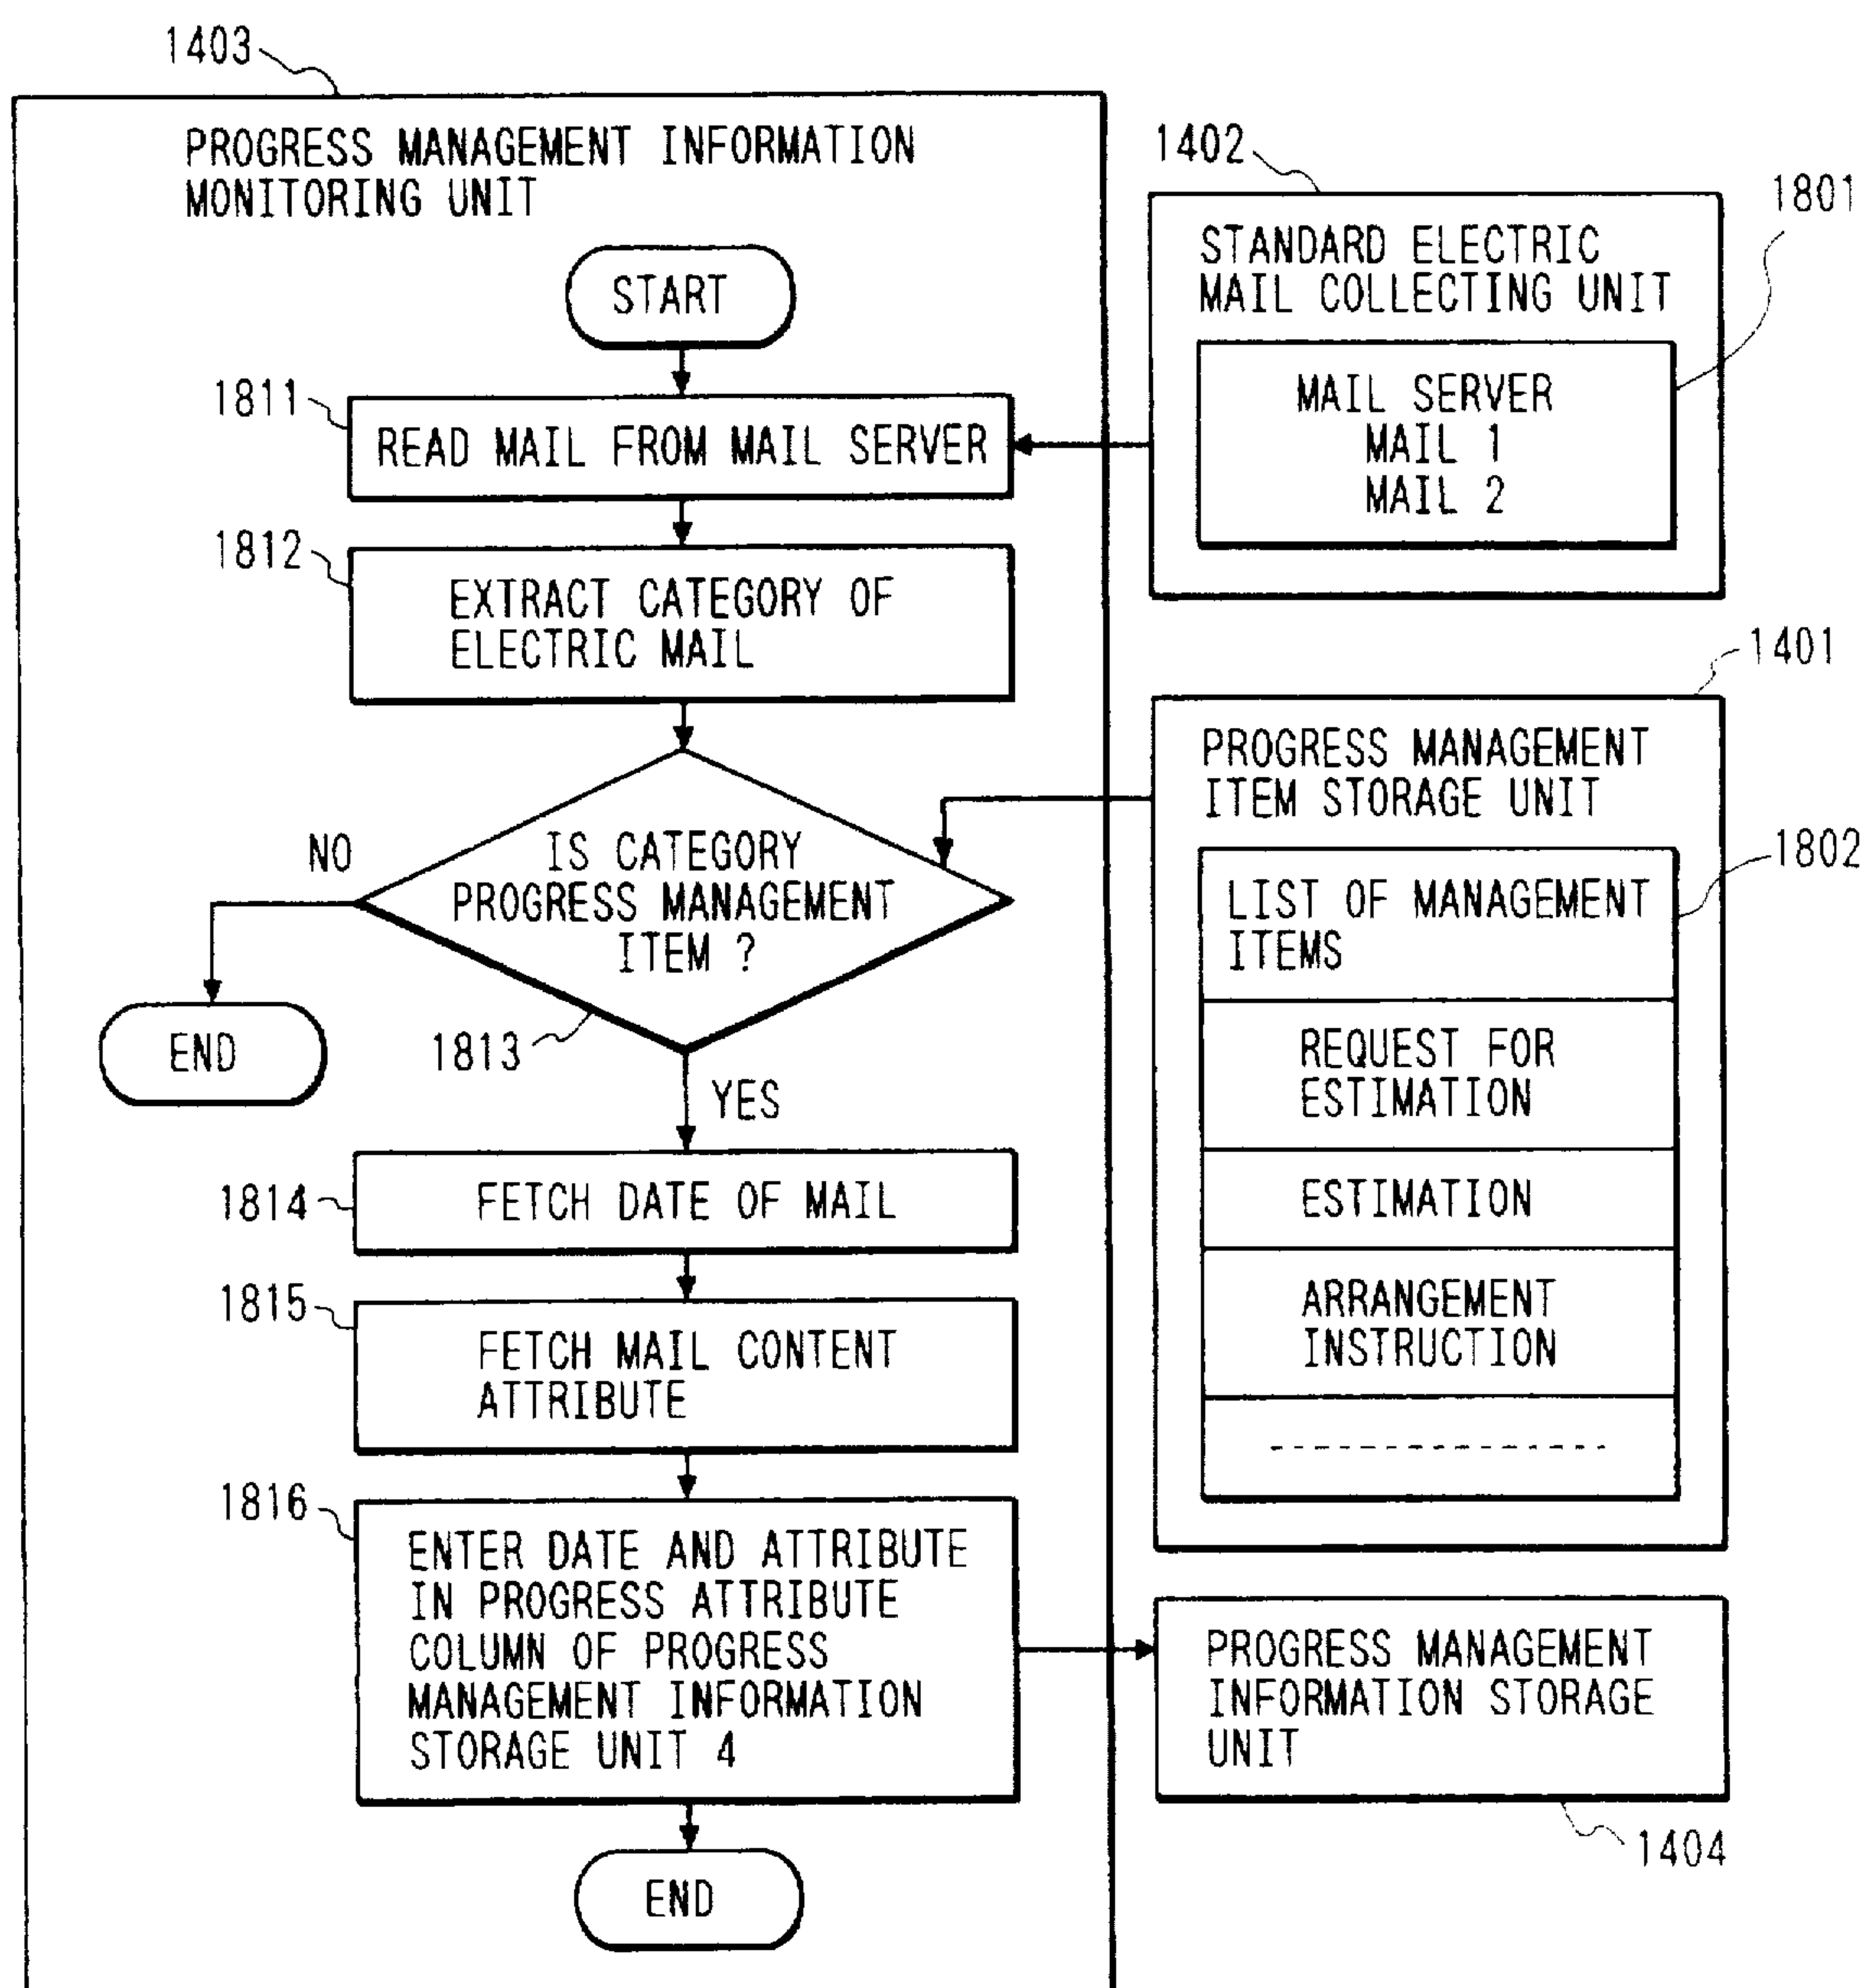 1403
PROGRESS MANAGEMENT INFORMATION
MONITORING UNIT
START
1811
READ MAIL FROM MAIL SERVER
1812
EXTRACT CATEGORY OF
ELECTRIC MAIL
IS CATEGORY
PROGRESS MANAGEMENT
ITEM ?
NO
END
1813
YES
1814
FETCH DATE OF MAIL
1815
FETCH MAIL CONTENT
ATTRIBUTE
1816
ENTER DATE AND ATTRIBUTE
IN PROGRESS ATTRIBUTE
COLUMN OF PROGRESS
MANAGEMENT INFORMATION
STORAGE UNIT 4
END
1402
STANDARD ELECTRIC
MAIL COLLECTING UNIT
1801
MAIL SERVER
MAIL 1
MAIL 2
1401
PROGRESS MANAGEMENT
ITEM STORAGE UNIT
1802
LIST OF MANAGEMENT
ITEMS
REQUEST FOR
ESTIMATION
ESTIMATION
ARRANGEMENT
INSTRUCTION
PROGRESS MANAGEMENT
INFORMATION STORAGE
UNIT
1404